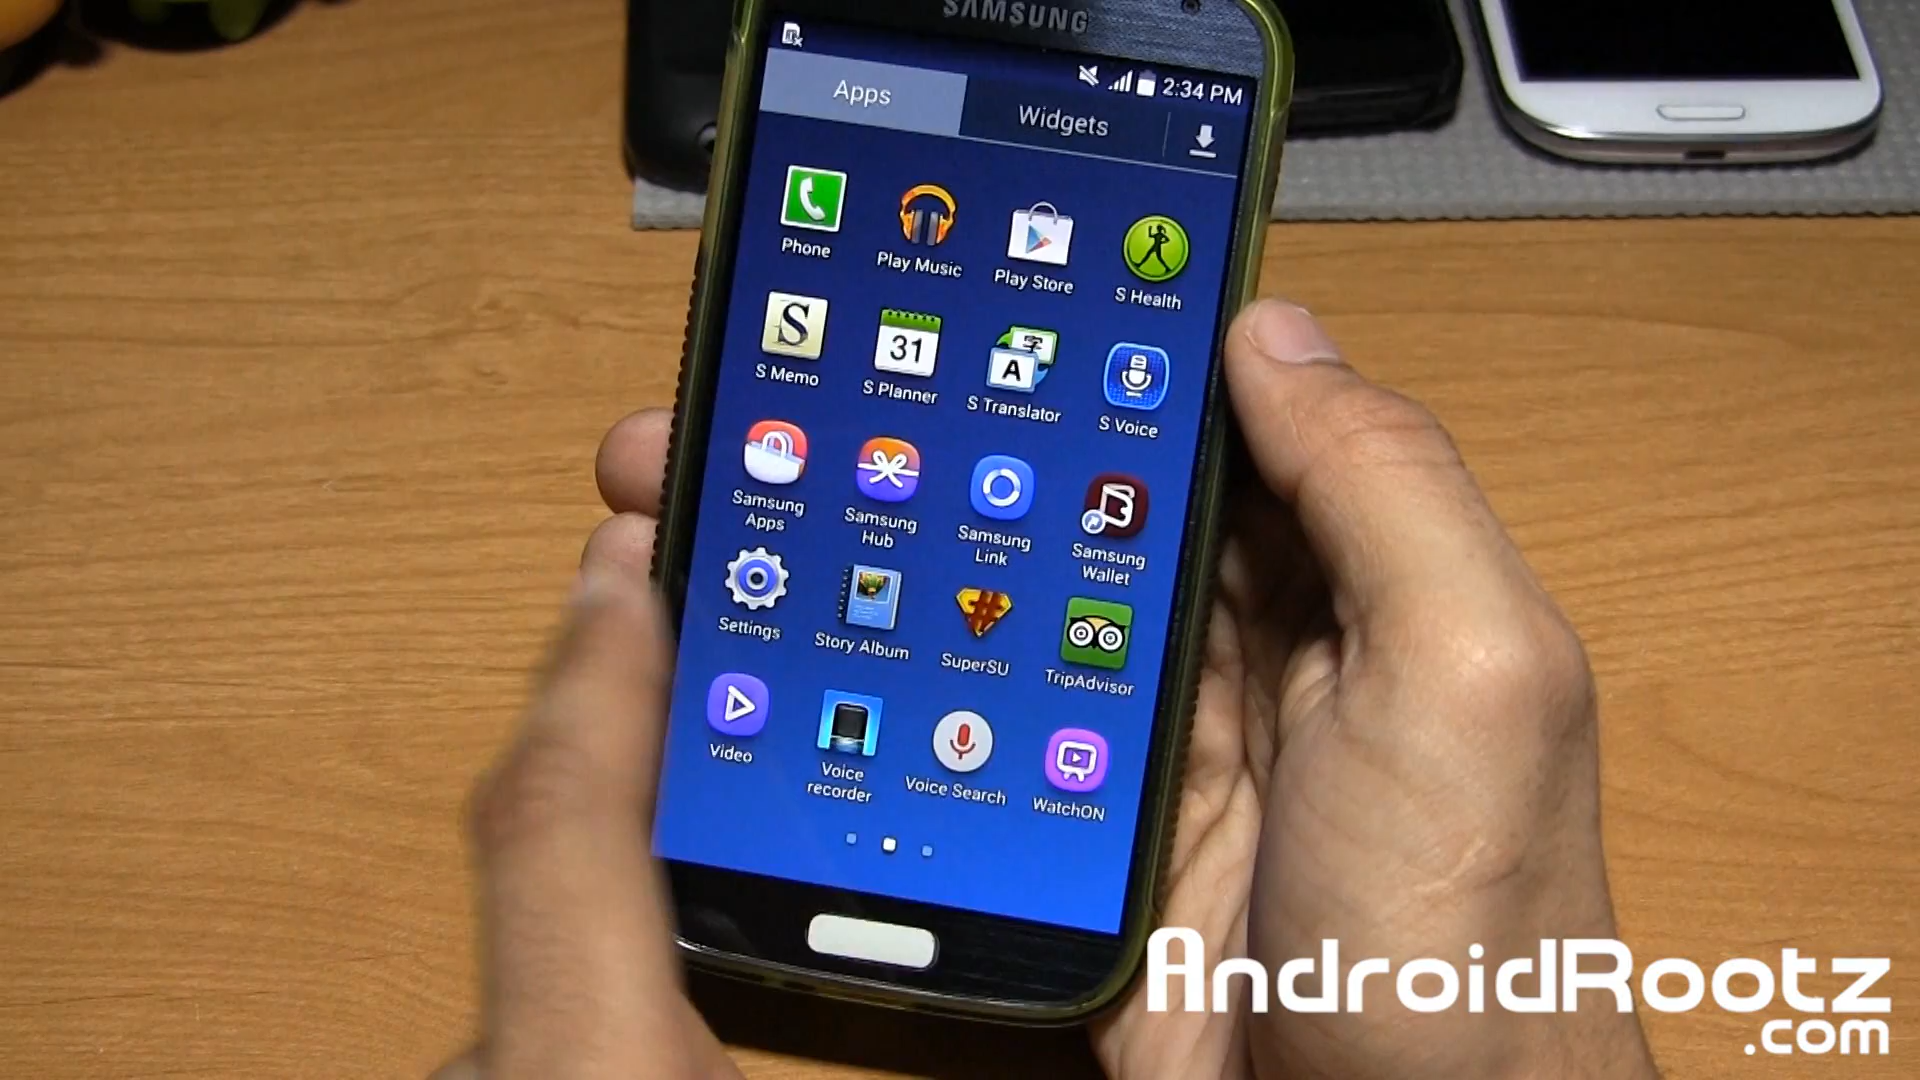 SAMSUNG
2:34 PM
Apps
Widgets
Phone
Play Music
Play Store
S Health
S
31
A
S Memo
S Planner
S Translator
S Voice
Samsung
Apps
Samsung
Hub
Samsung
Link
Samsung
Wallet
Settings
Story Album
SuperSU
TripAdvisor
Video
Voice
recorder
Voice Search
WatchON
AndroidRootz
.com